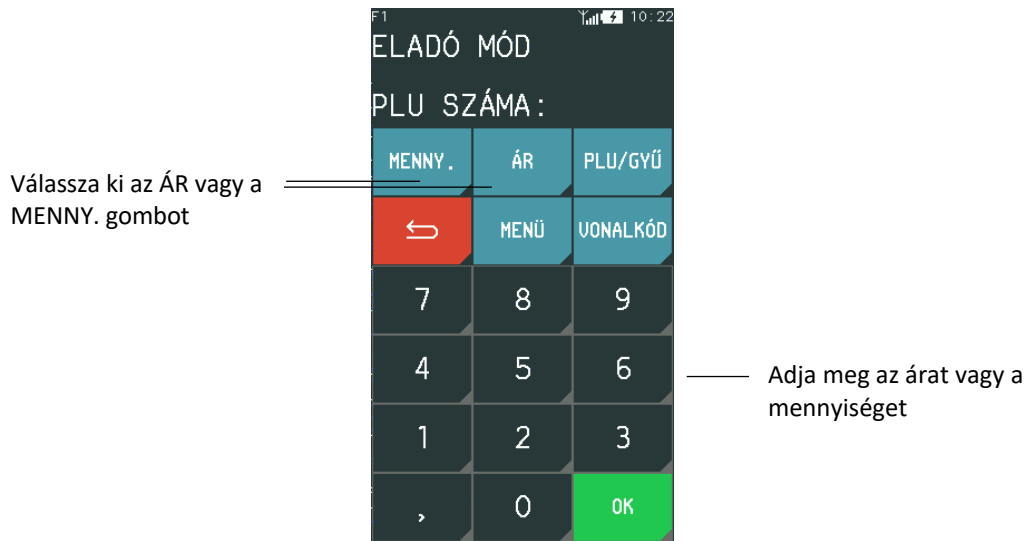 F1 10:22
ELADÓ MÓD
PLU SZÁMA:
MENNY. ÁR PLU/GYŰ
Válassza ki az ÁR vagy a
MENNY. gombot
MENÜ VONALKÓD
7 8 9
4 5 6
Adja meg az árat vagy a
mennyiséget
1 2 3
, 0 OK